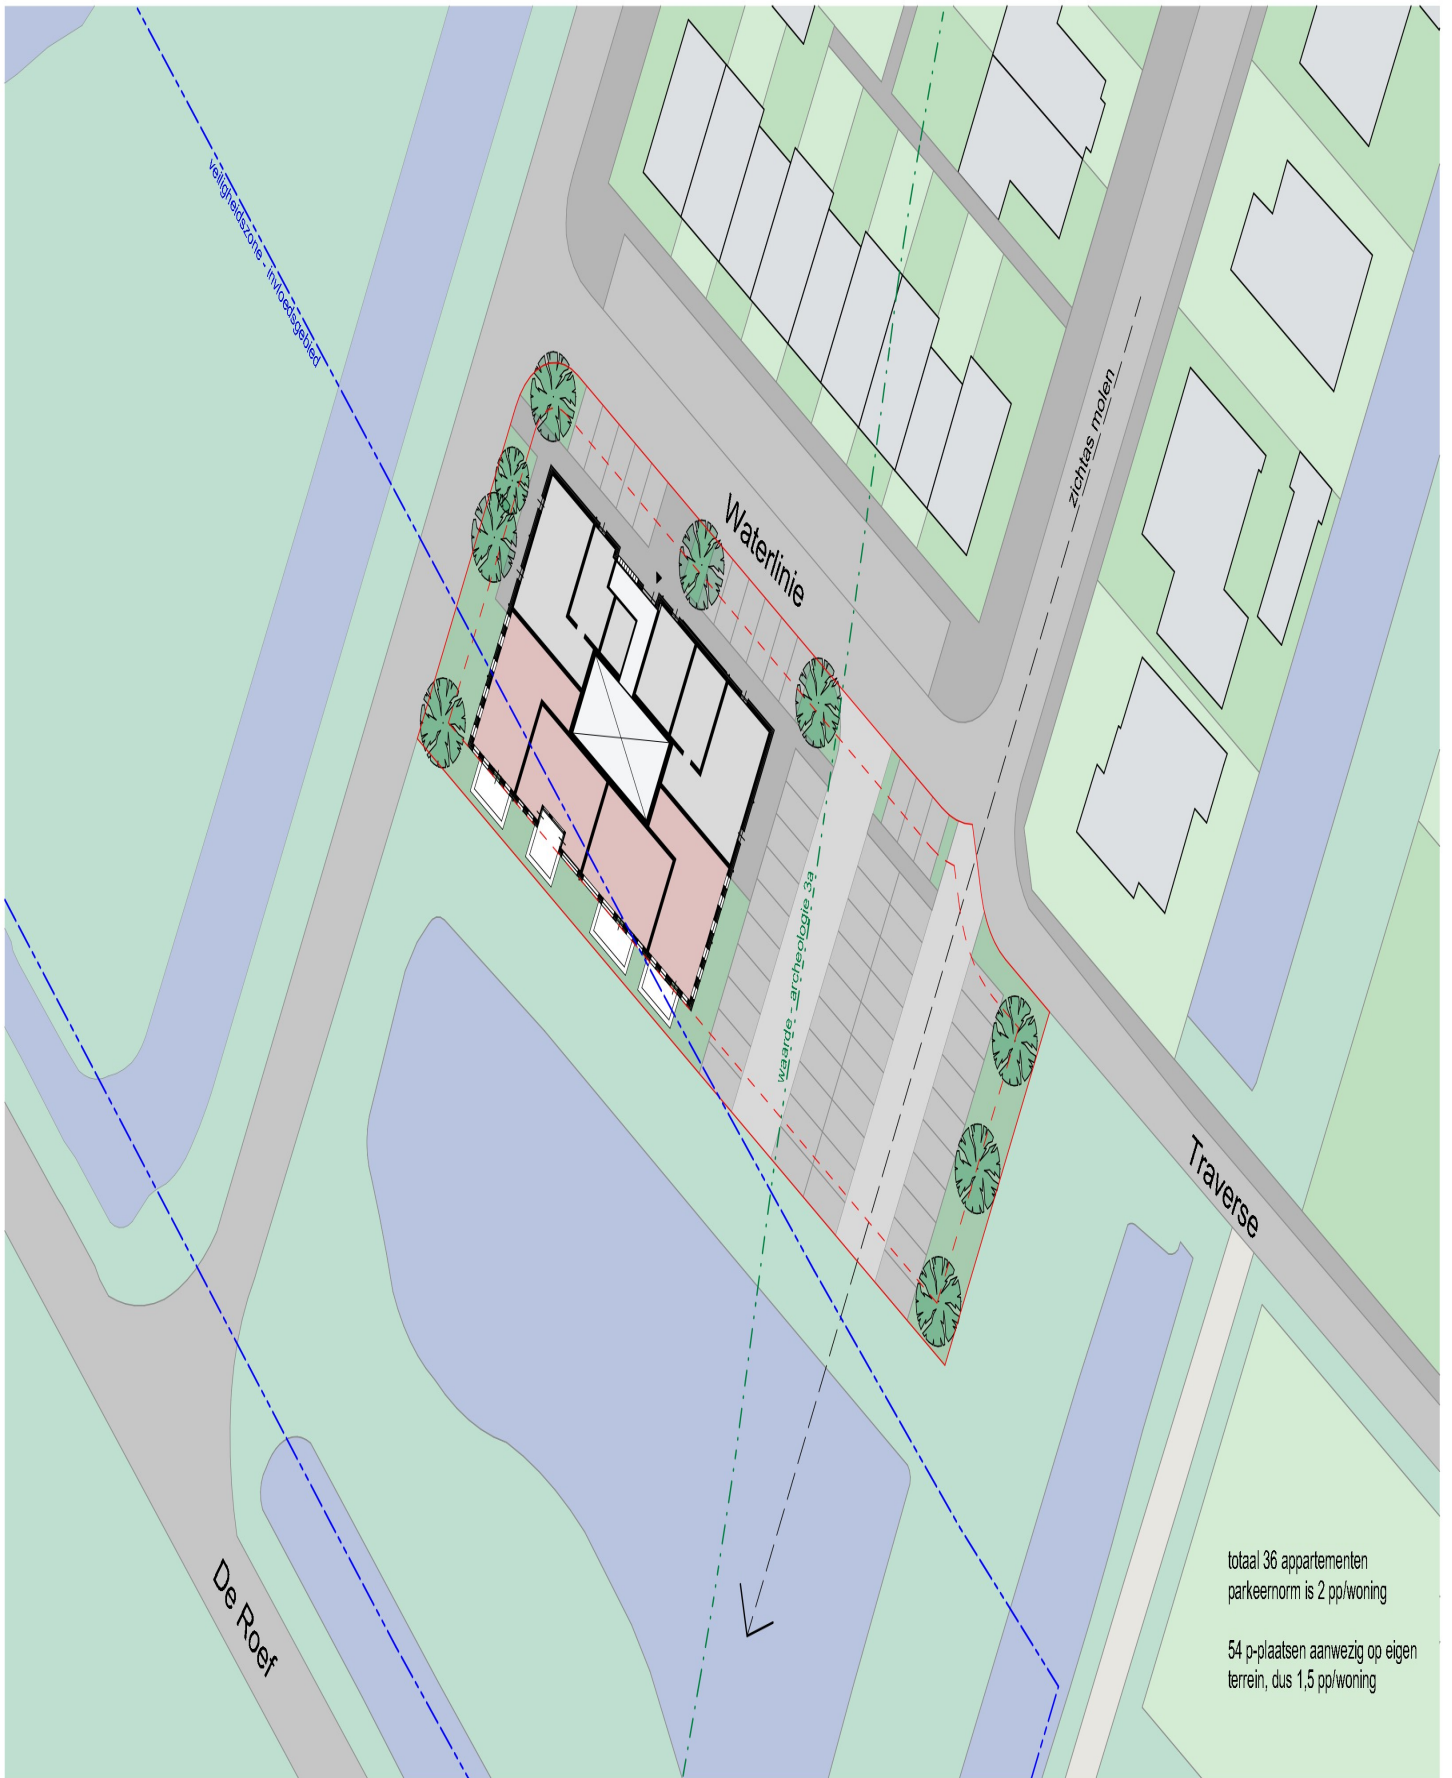 veiligheidszone - invloedsgebied
zichtas molen
Waterlinie
waarde - archeologie 3a
Traverse
De Roef
totaal 36 appartementen
parkeernorm is 2 pp/woning
54 p-plaatsen aanwezig op eigen
terrein, dus 1,5 pp/woning